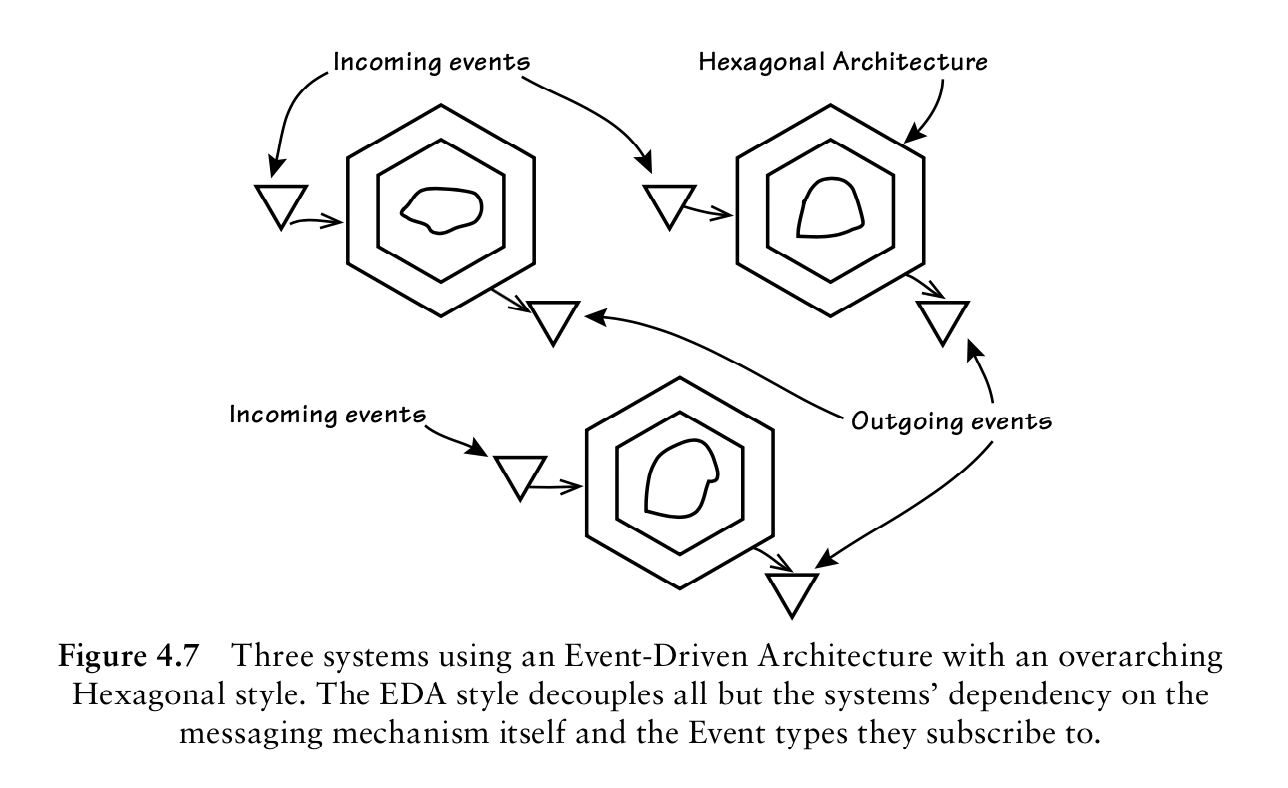 Incoming events
Hexagonal Architecture
Incoming events
Outgoing events
Figure 4.7 Three systems using an Event-Driven Architecture with an overarching
Hexagonal style. The EDA style decouples all but the systems’ dependency on the
messaging mechanism itself and the Event types they subscribe to.